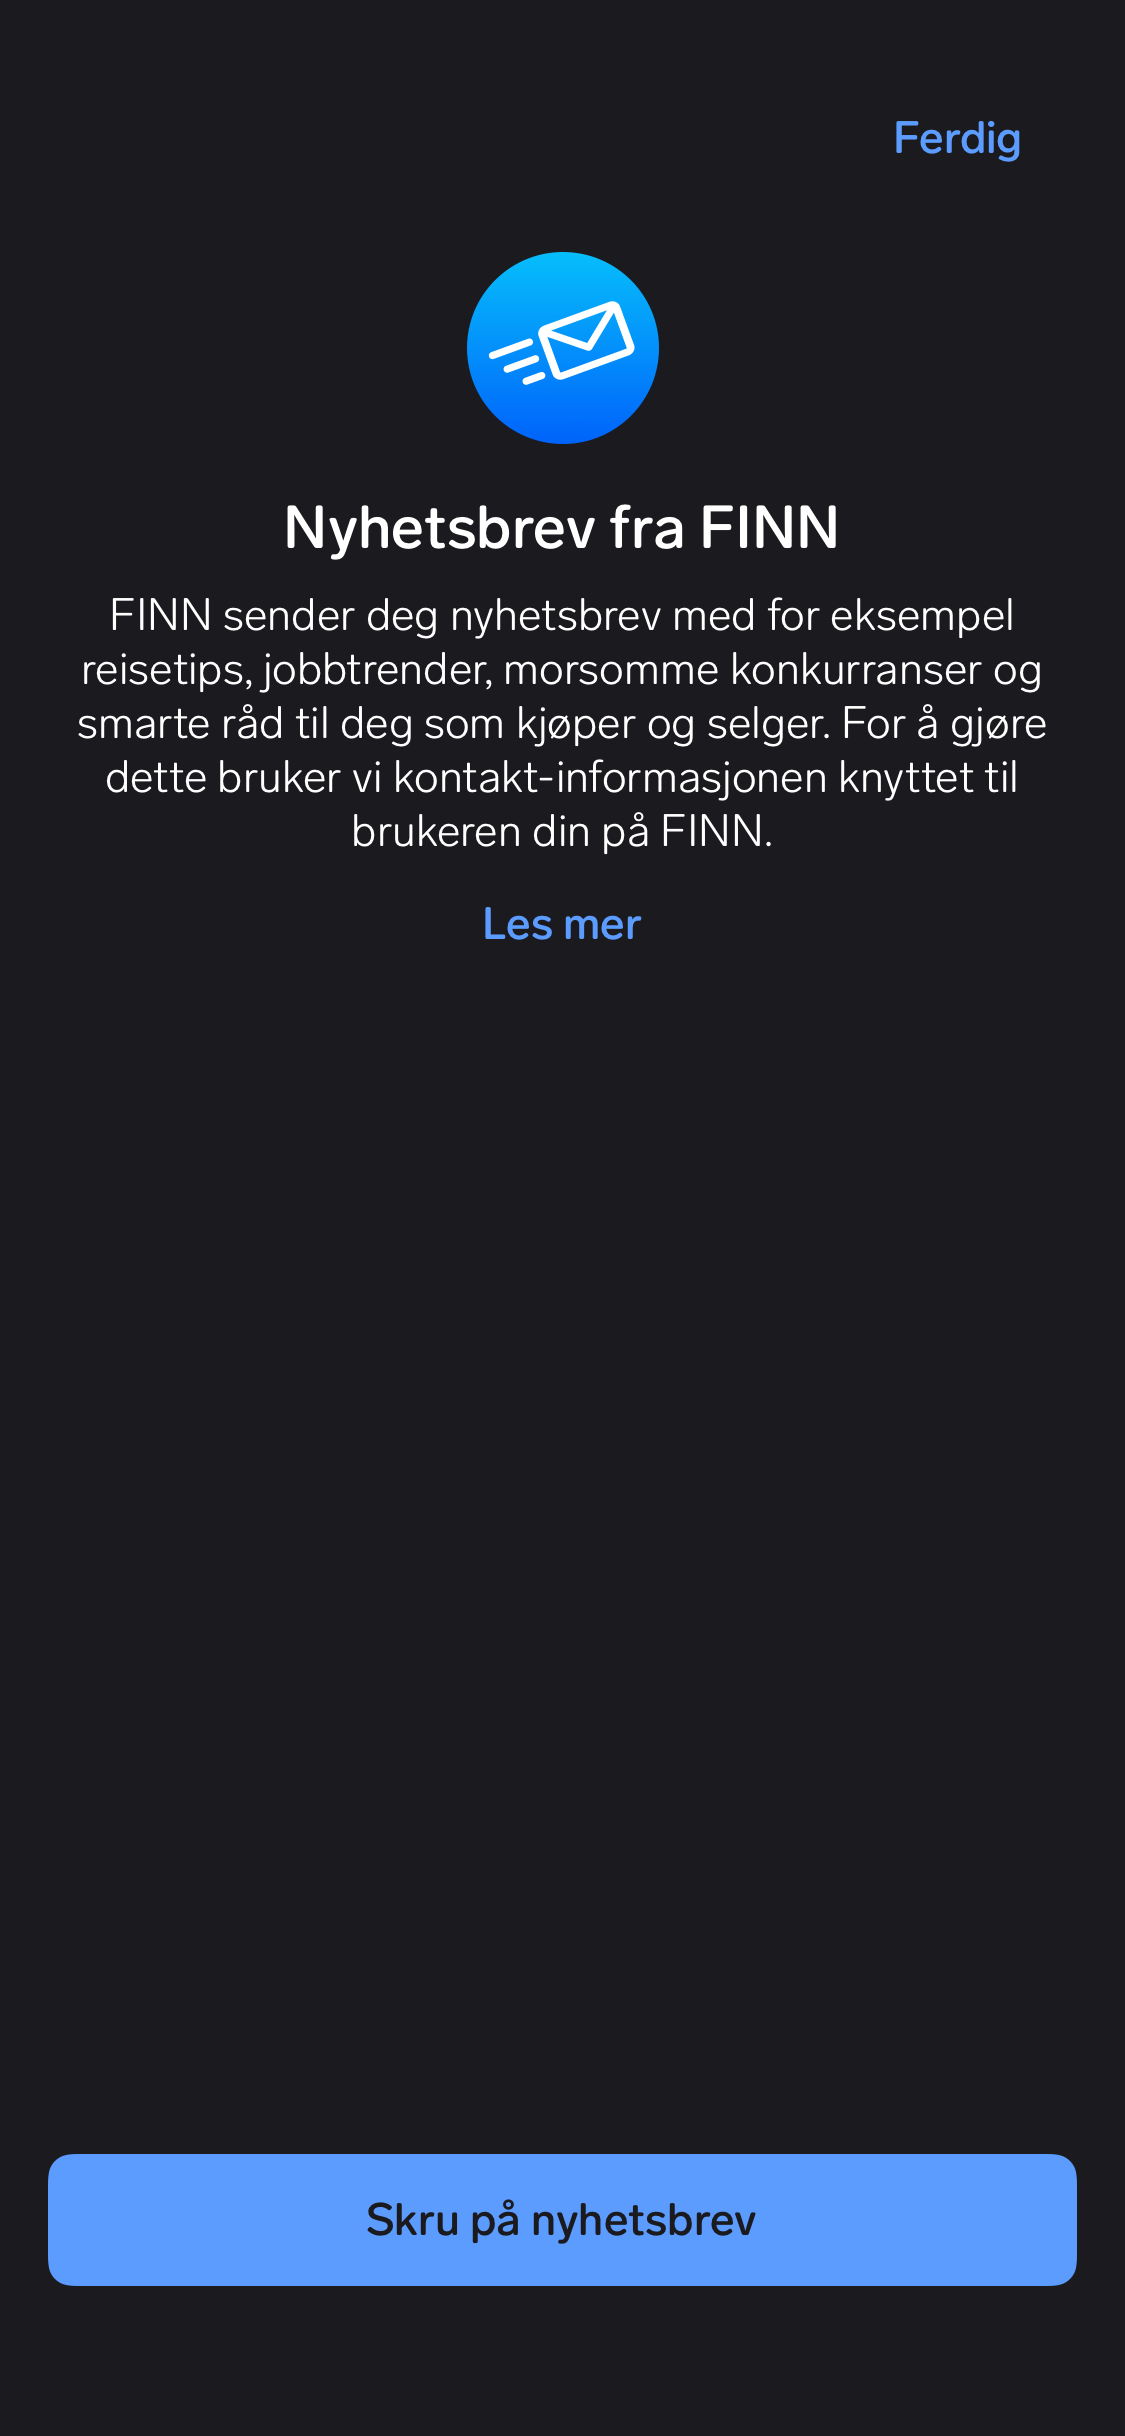 Ferdig
Nyhetsbrev fra FINN
FINN sender deg nyhetsbrev med for eksempel
reisetips, jobbtrender, morsomme konkurranser og
smarte råd til deg som kjøper og selger. For å gjøre
dette bruker vi kontakt-informasjonen knyttet til
brukeren din på FINN.
Les mer
Skru på nyhetsbrev